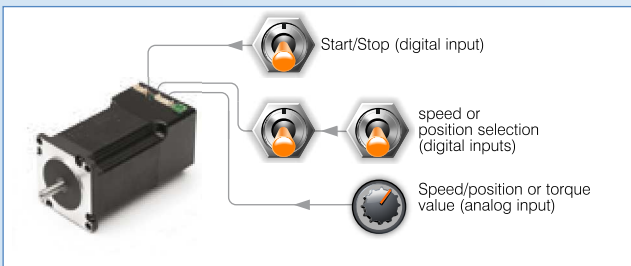 Start/Stop (digital input)
speed or
position selection
(digital inputs)
Speed/position or torque
value (analog input)